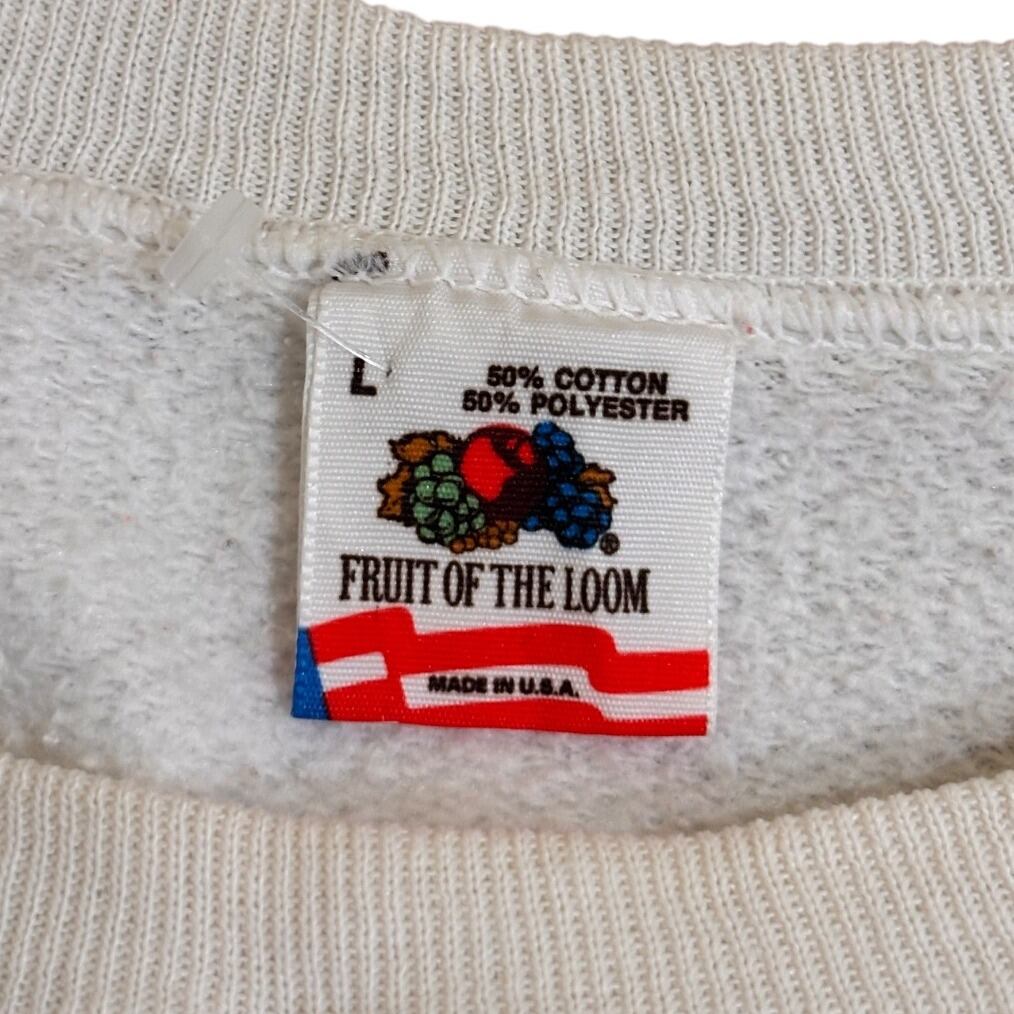 L
50% COTTON
50% POLYESTER
®
FRUIT OF THE LOOM
MADE IN U.S.A.